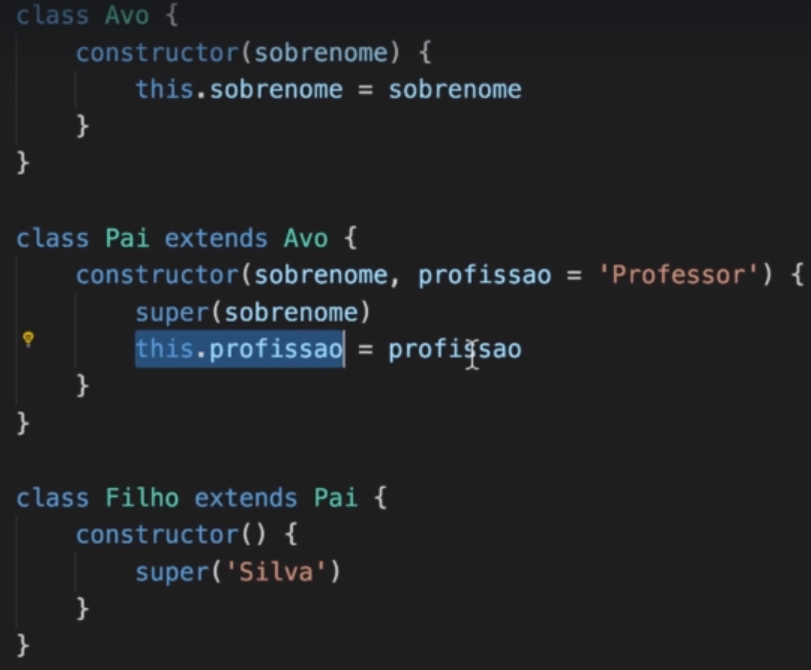 class Avo {
    constructor(sobrenome) {
        this.sobrenome = sobrenome
    }
}
class Pai extends Avo {
    constructor(sobrenome, profissao = 'Professor') {
        super(sobrenome)
        this.profissao = profissao
    }
}
class Filho extends Pai {
    constructor() {
        super('Silva')
    }
}